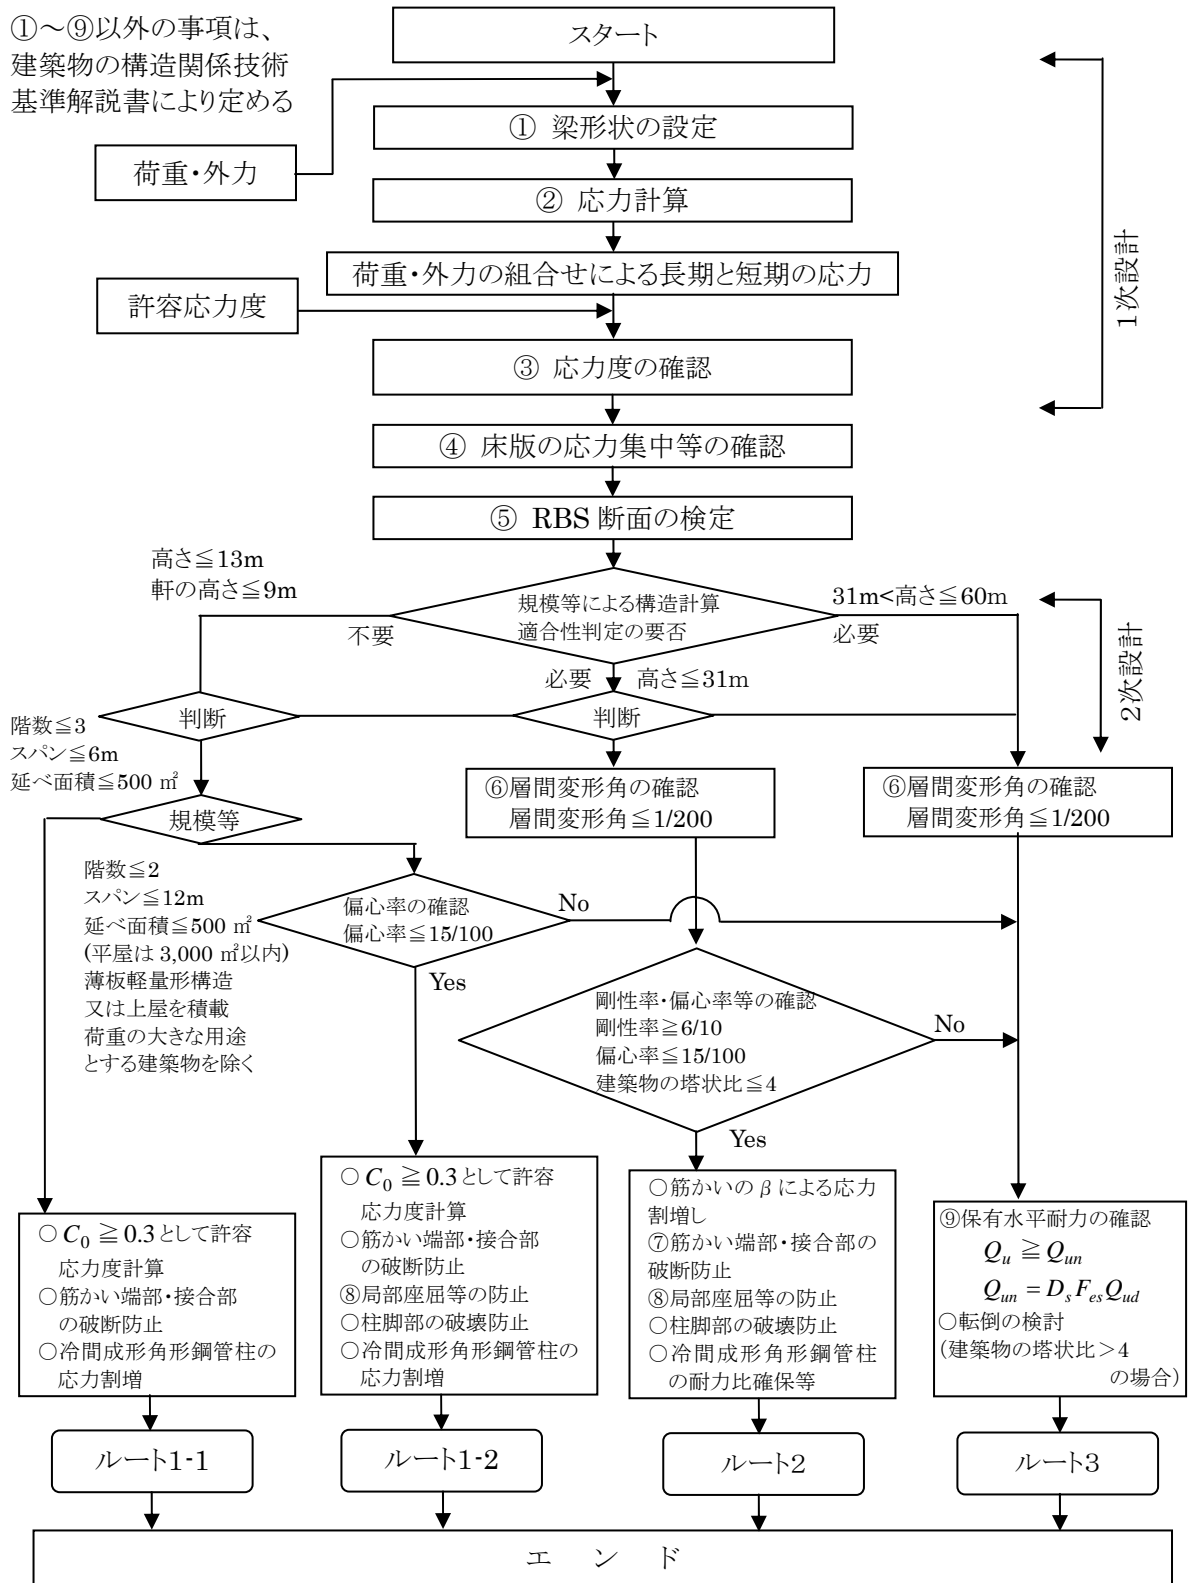 ①～⑨以外の事項は、
建築物の構造関係技術
基準解説書により定める
スタート
① 梁形状の設定
荷重・外力
② 応力計算
荷重・外力の組合せによる長期と短期の応力
許容応力度
③ 応力度の確認
1次設計
④ 床版の応力集中等の確認
⑤ RBS 断面の検定
高さ≦13m
軒の高さ≦9m
規模等による構造計算
適合性判定の要否
31m<高さ≦60m
不要
必要
必要 高さ≦31m
2次設計
判断
判断
階数≦3
スパン≦6m
延べ面積≦500 ㎡
規模等
⑥層間変形角の確認
層間変形角≦1/200
⑥層間変形角の確認
層間変形角≦1/200
階数≦2
スパン≦12m
延べ面積≦500 ㎡
(平屋は 3,000 ㎡以内)
薄板軽量形構造
又は上屋を積載
荷重の大きな用途
とする建築物を除く
偏心率の確認
偏心率≦15/100
No
Yes
剛性率・偏心率等の確認
剛性率≧6/10
偏心率≦15/100
建築物の塔状比≦4
No
Yes
○C0 ≧0.3として許容
応力度計算
○筋かい端部・接合部
の破断防止
○冷間成形角形鋼管柱の
応力割増
○C0 ≧0.3として許容
応力度計算
○筋かい端部・接合部
の破断防止
⑧局部座屈等の防止
○柱脚部の破壊防止
○冷間成形角形鋼管柱の
応力割増
○筋かいのβによる応力
割増し
⑦筋かい端部・接合部の
破断防止
⑧局部座屈等の防止
○柱脚部の破壊防止
○冷間成形角形鋼管柱
の耐力比確保等
⑨保有水平耐力の確認
Qu ≧ Qun
Qun = Ds Fes Qud
○転倒の検討
(建築物の塔状比>4
の場合)
ルート1-1
ルート1-2
ルート2
ルート3
エ ン ド